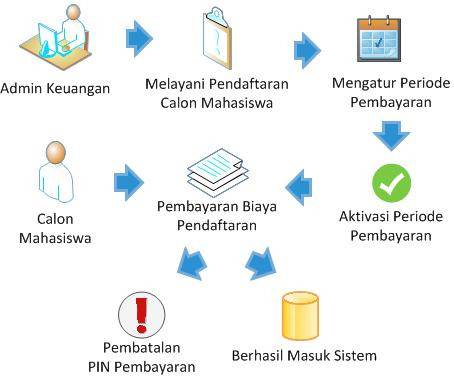 Admin Keuangan
Melayani Pendaftaran
Calon Mahasiswa
Mengatur Periode
Pembayaran
Calon
Mahasiswa
Pembayaran Biaya
Pendaftaran
Aktivasi Periode
Pembayaran
Pembatalan
PIN Pembayaran
Berhasil Masuk Sistem